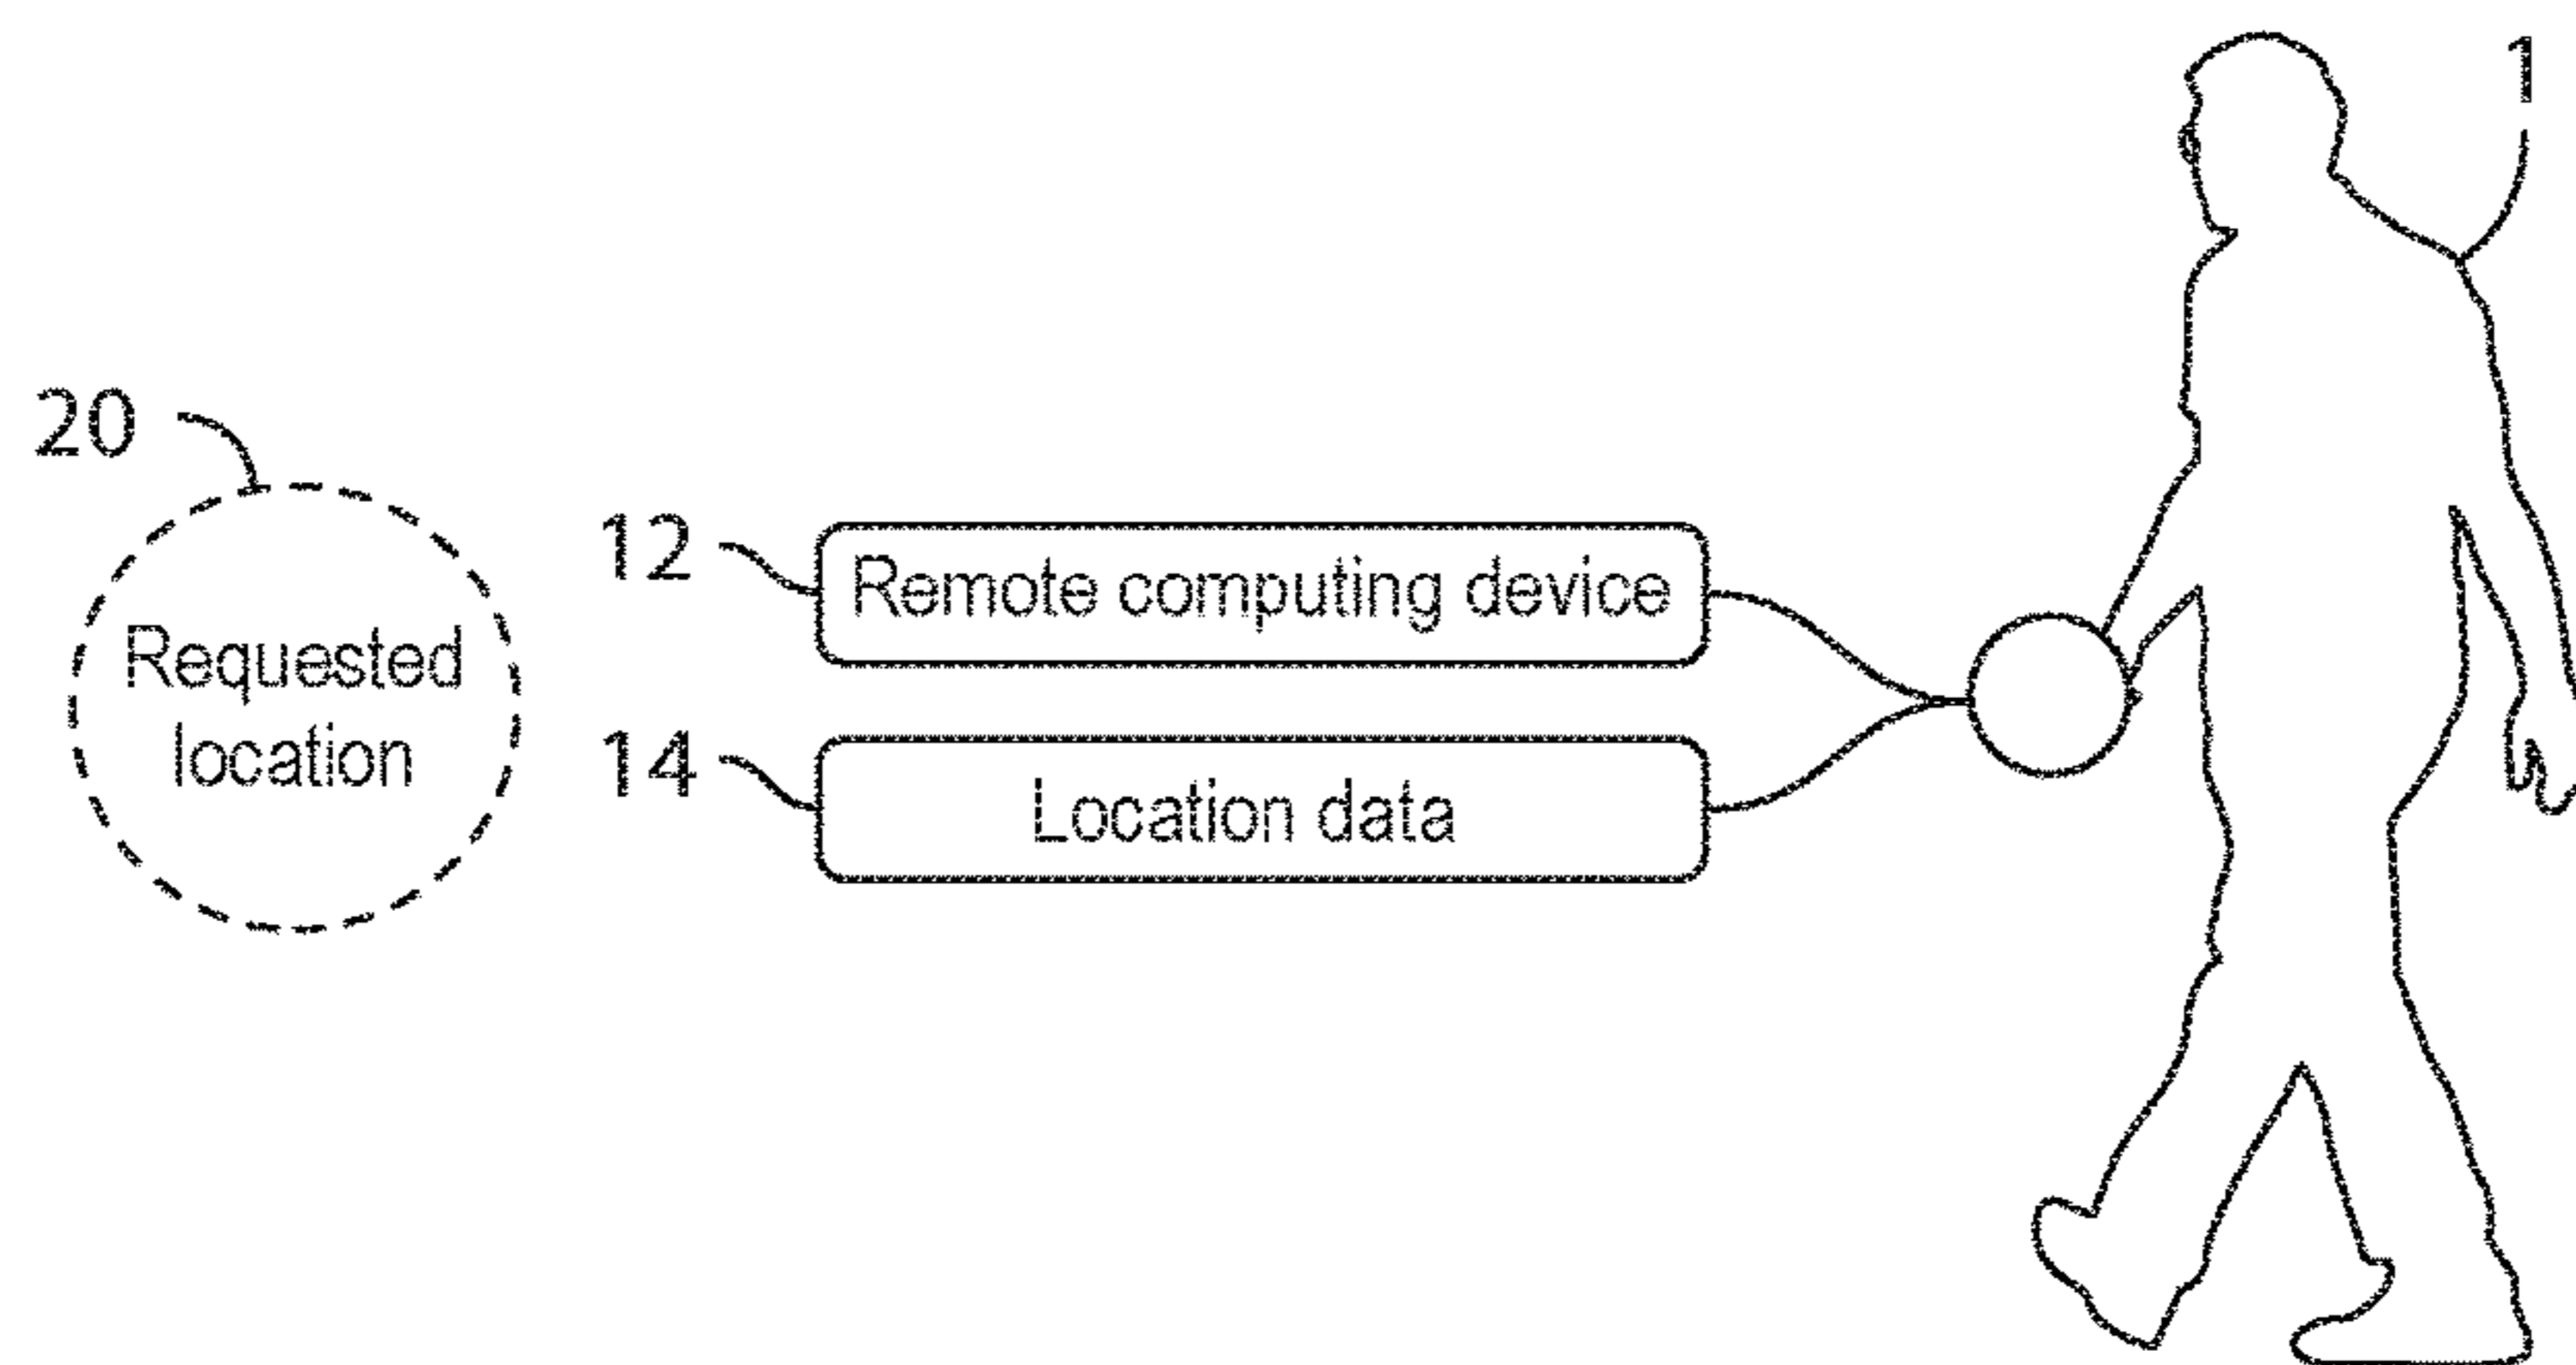 1
20
Requested
location
12
Remote computing device
14
Location data